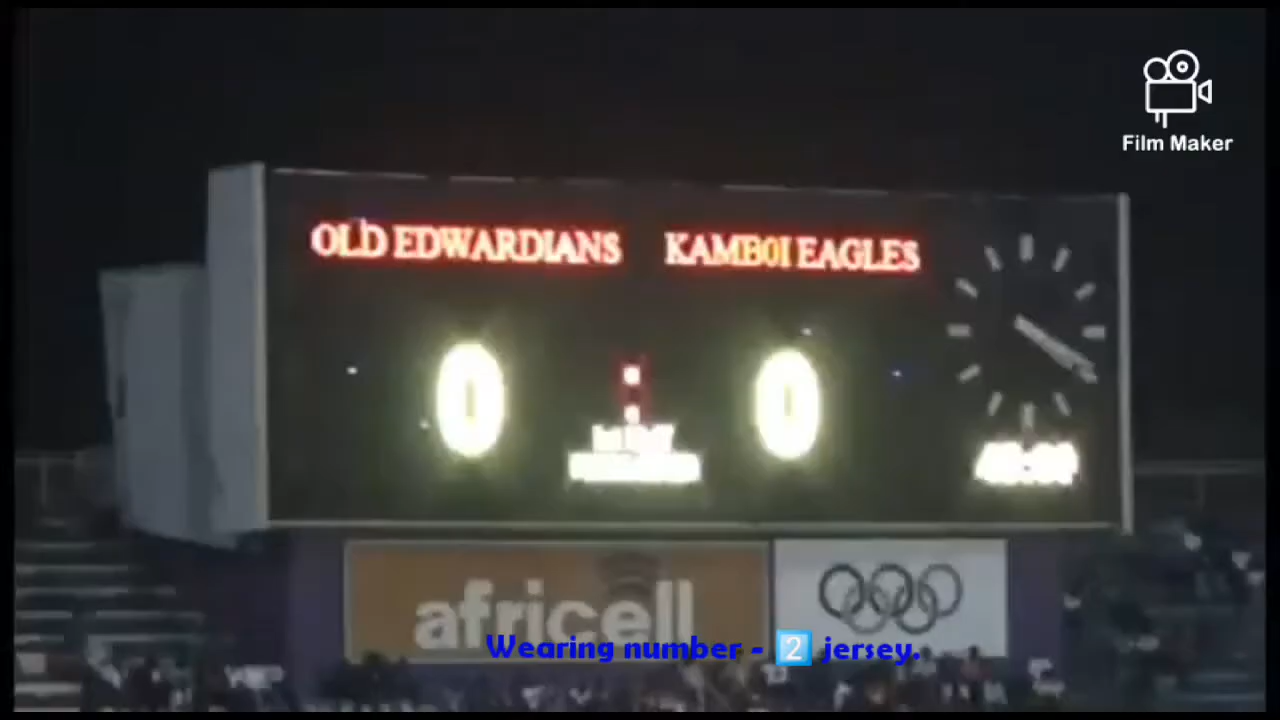 Film Maker
OLD EDWARDIANS KAMBOI EAGLES
0 : 0
africell
Wearing number - 2️⃣ jersey.